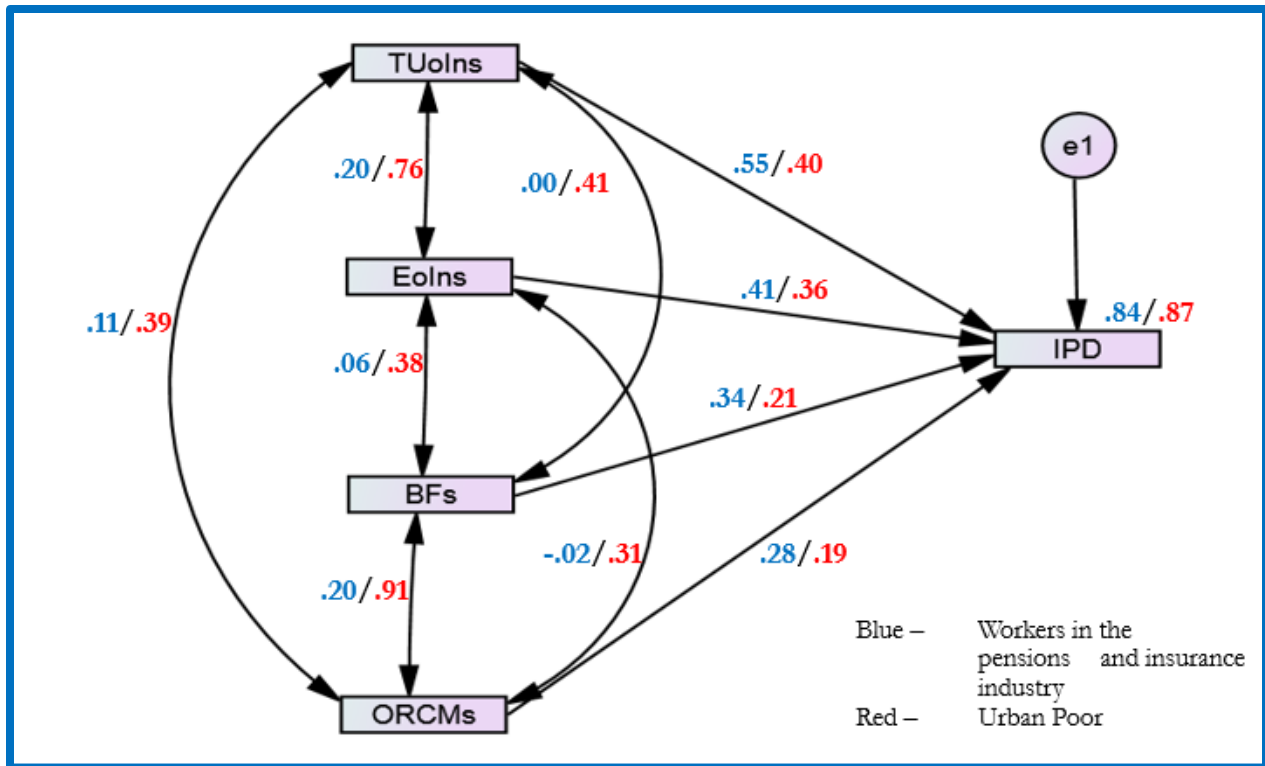 TUoIns
e1
.20/.76
.00/.41
.55/.40
EoIns
.41/.36
.84/.87
.11/.39
IPD
.06/.38
.34/.21
BFs
-.02/.31
.28/.19
.20/.91
Blue – Workers in the
pensions and insurance
industry
Red – Urban Poor
ORCMs